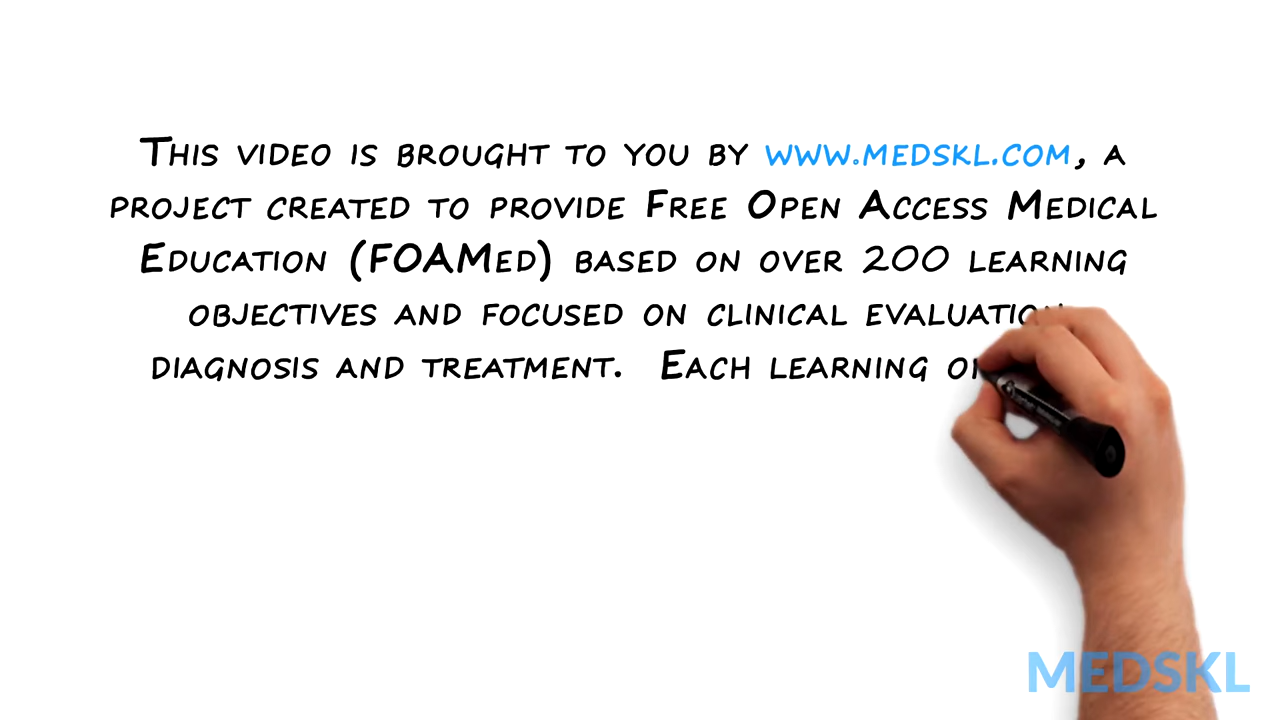 This video is brought to you by www.medskl.com, a
project created to provide Free Open Access Medical
Education (FOAMed) based on over 200 learning
objectives and focused on clinical evaluation
diagnosis and treatment. Each learning
MEDSKL